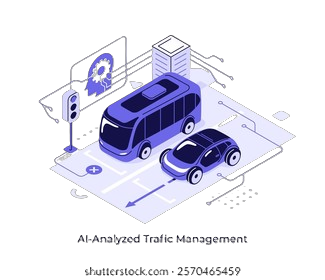 AI-Analyzed Trafic Management
shutterstock.com · 2570465459